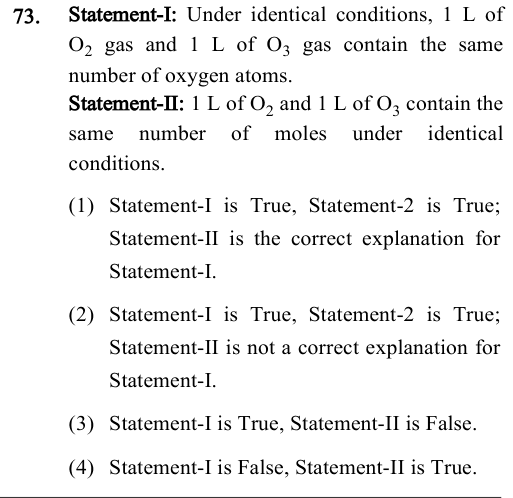 73. Statement-I: Under identical conditions, 1 L of
O₂ gas and 1 L of O₃ gas contain the same
number of oxygen atoms.
Statement-II: 1 L of O₂ and 1 L of O₃ contain the
same number of moles under identical
conditions.
(1) Statement-I is True, Statement-2 is True;
Statement-II is the correct explanation for
Statement-I.
(2) Statement-I is True, Statement-2 is True;
Statement-II is not a correct explanation for
Statement-I.
(3) Statement-I is True, Statement-II is False.
(4) Statement-I is False, Statement-II is True.